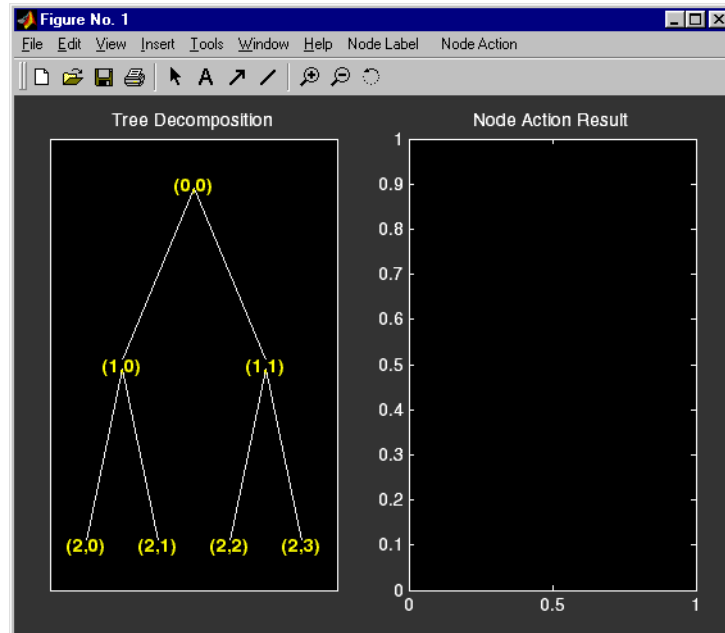 Figure No. 1
File Edit View Insert Tools Window Help Node Label Node Action
A
Tree Decomposition
(0,0)
(1,0) (1,1)
(2,0) (2,1) (2,2) (2,3)
Node Action Result
1
0.9
0.8
0.7
0.6
0.5
0.4
0.3
0.2
0.1
0
0 0.5 1